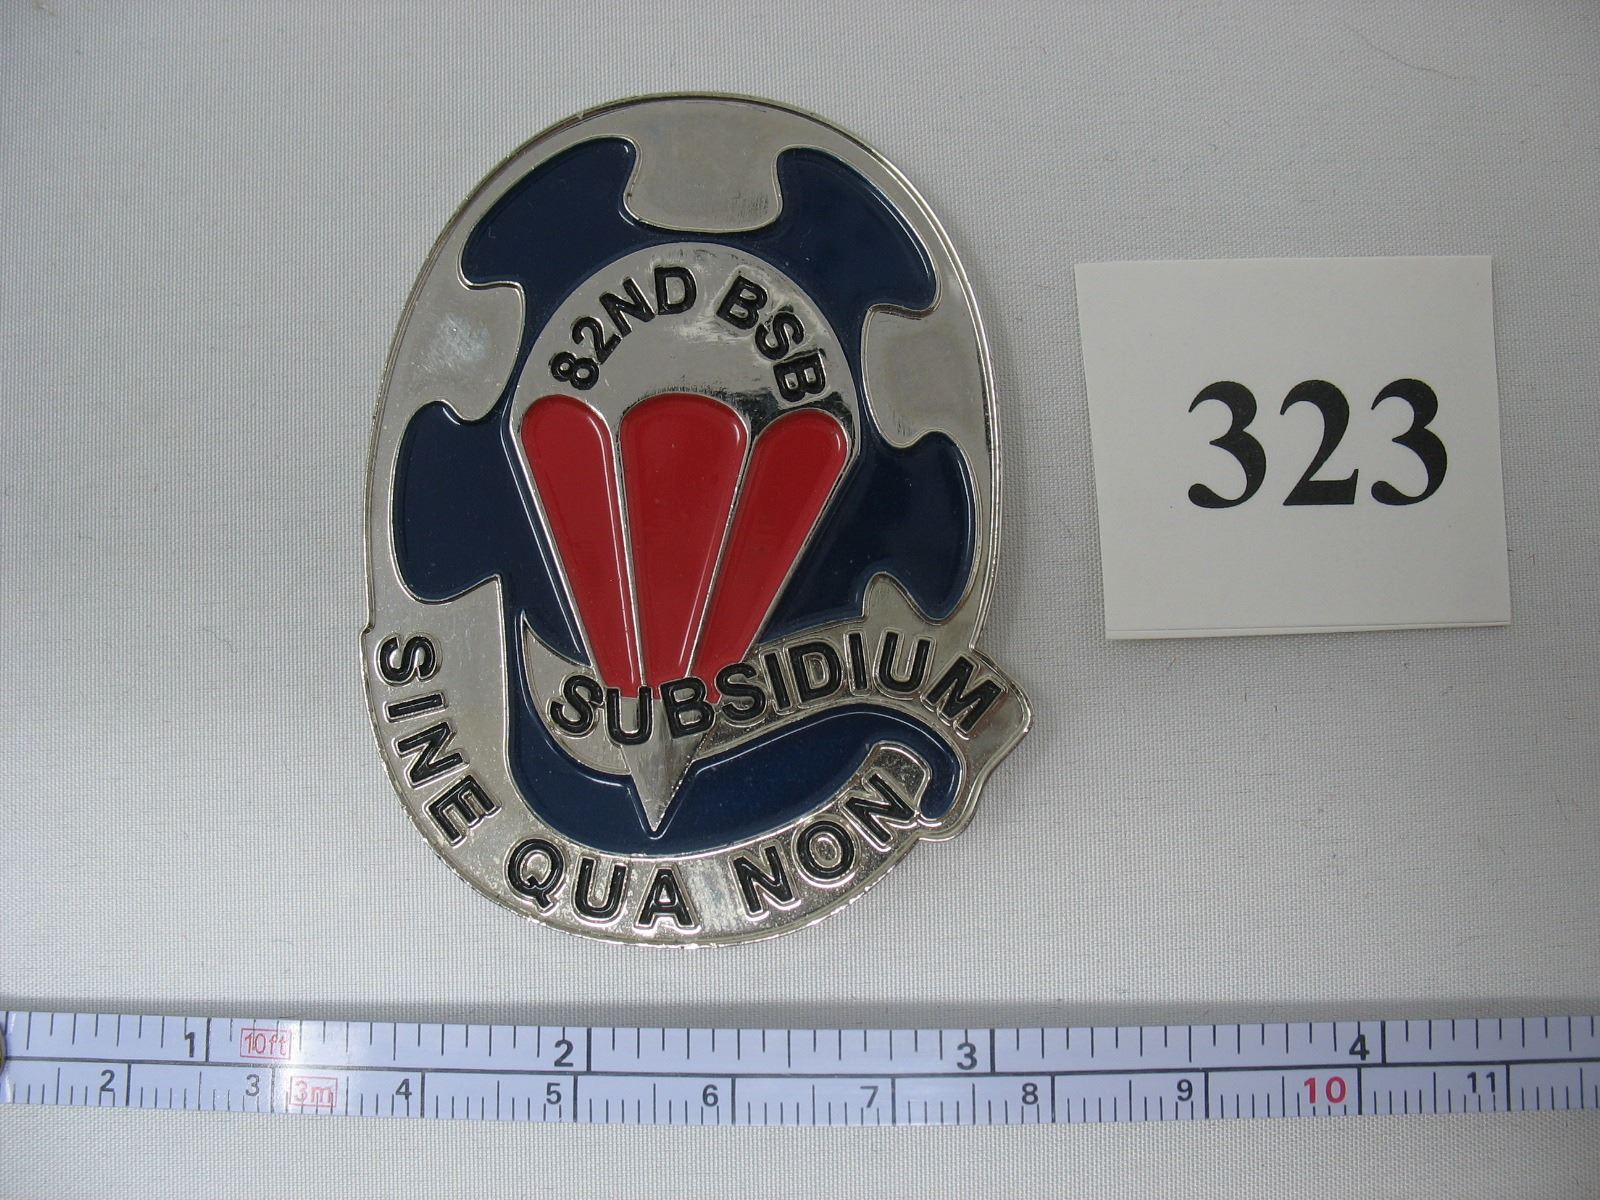 82ND BSB
SUBSIDIUM
SINE QUA NON
323
1 10ft 2 3 4
2 3 3m 4 5 6 7 8 9 10 11